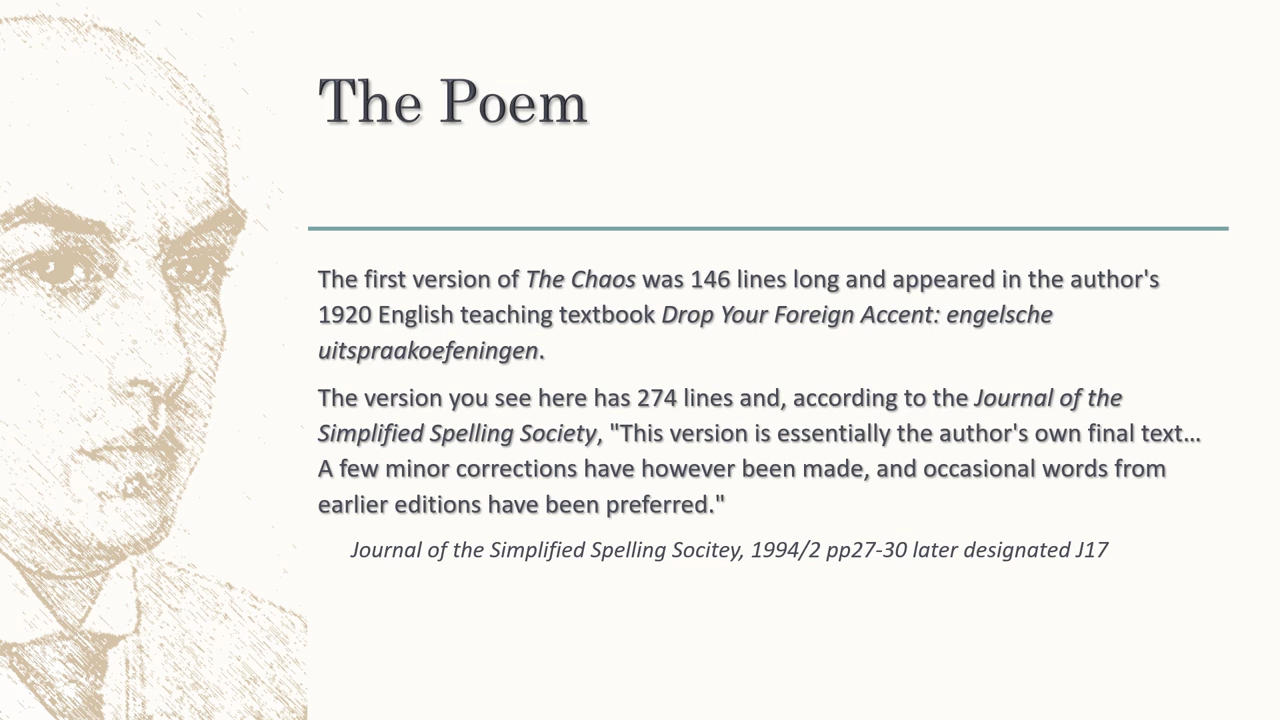 The Poem
The first version of The Chaos was 146 lines long and appeared in the author's
1920 English teaching textbook Drop Your Foreign Accent: engelsche
uitspraakoefeningen.
The version you see here has 274 lines and, according to the Journal of the
Simplified Spelling Society, "This version is essentially the author's own final text…
A few minor corrections have however been made, and occasional words from
earlier editions have been preferred."
Journal of the Simplified Spelling Socitey, 1994/2 pp27-30 later designated J17